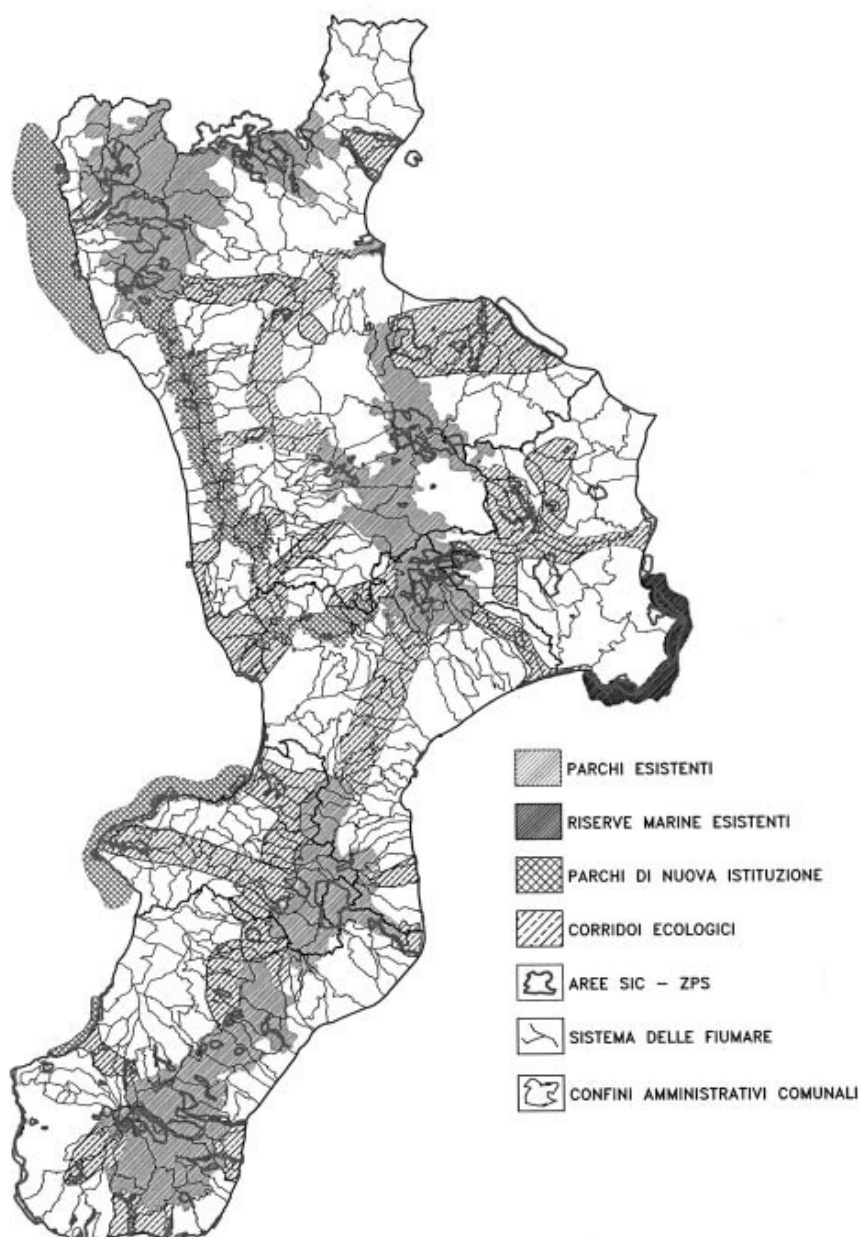 PARCHI ESISTENTI
RISERVE MARINE ESISTENTI
PARCHI DI NUOVA ISTITUZIONE
CORRIDOI ECOLOGICI
AREE SIC – ZPS
SISTEMA DELLE FIUMARE
CONFINI AMMINISTRATIVI COMUNALI